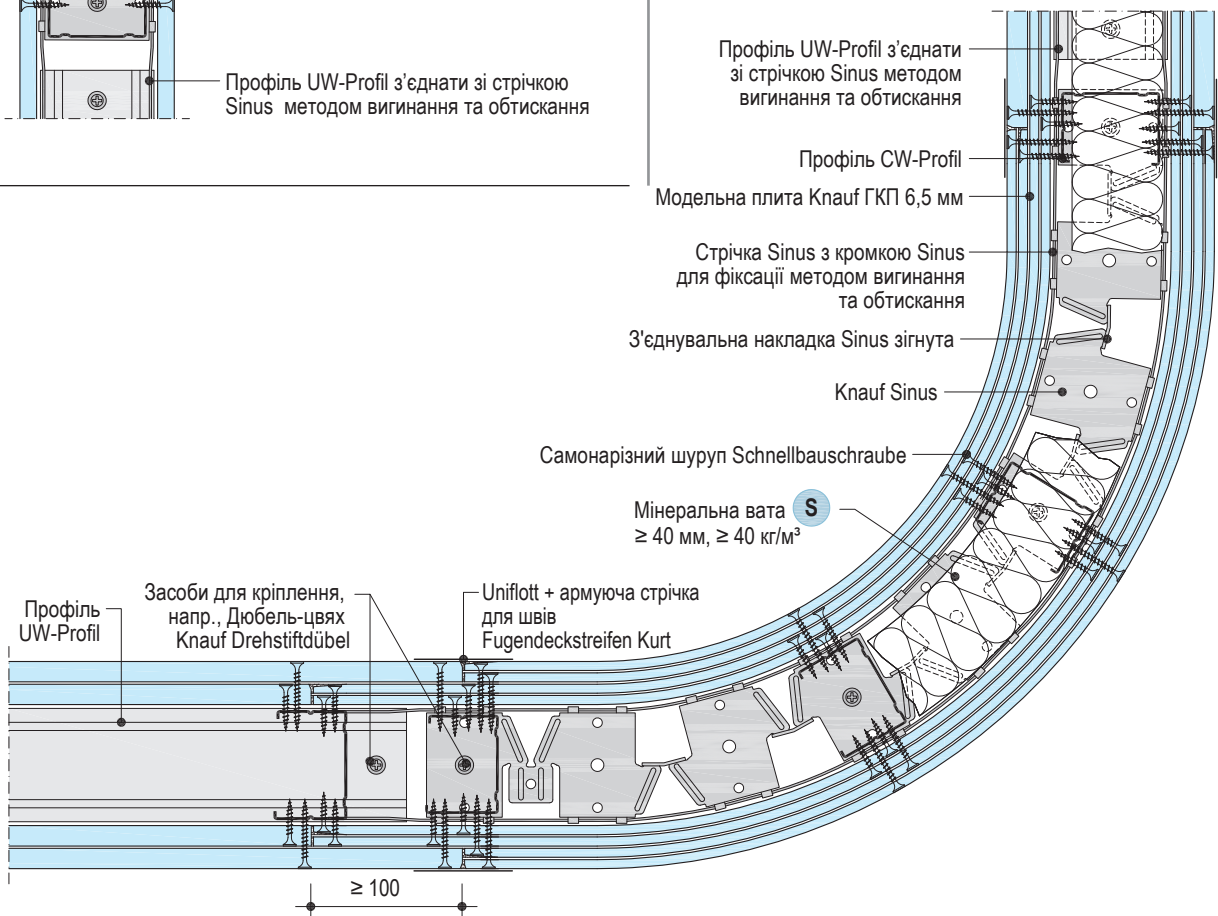 Профіль UW-Profil з’єднати зі стрічкою
Sinus методом вигинання та обтискання
Профіль UW-Profil з’єднати
зі стрічкою Sinus методом
вигинання та обтискання
Профіль CW-Profil
Модельна плита Knauf ГКП 6,5 мм
Стрічка Sinus з кромкою Sinus
для фіксації методом вигинання
та обтискання
З'єднувальна накладка Sinus зігнута
Knauf Sinus
Самонарізний шуруп Schnellbauschraube
Мінеральна вата S
≥ 40 мм, ≥ 40 кг/м³
Засоби для кріплення,
напр., Дюбель-цвях
Knauf Drehstiftdübel
Uniflott + армуюча стрічка
для швів
Fugendeckstreifen Kurt
Профіль
UW-Profil
≥ 100